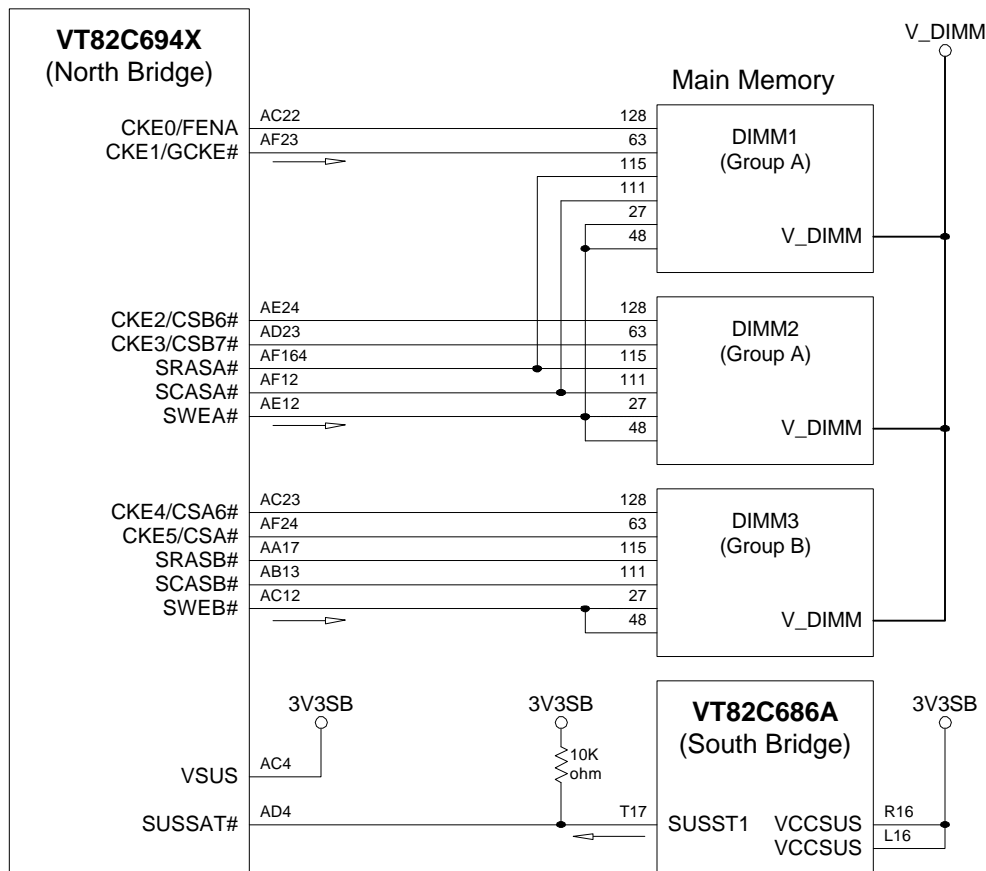 VT82C694X
(North Bridge)
V_DIMM
Main Memory
CKE0/FENA AC22 128
CKE1/GCKE# AF23 63
115
111
27
48
DIMM1
(Group A)
V_DIMM
CKE2/CSB6# AE24 128
CKE3/CSB7# AD23 63
SRASA# AF164 115
SCASA# AF12 111
SWEA# AE12 27
48
DIMM2
(Group A)
V_DIMM
CKE4/CSA6# AC23 128
CKE5/CSA# AF24 63
SRASB# AA17 115
SCASB# AB13 111
SWEB# AC12 27
48
DIMM3
(Group B)
V_DIMM
3V3SB
3V3SB
VT82C686A
(South Bridge)
3V3SB
10K
ohm
VSUS AC4
SUSSAT# AD4
T17 SUSST1
VCCSUS R16
VCCSUS L16